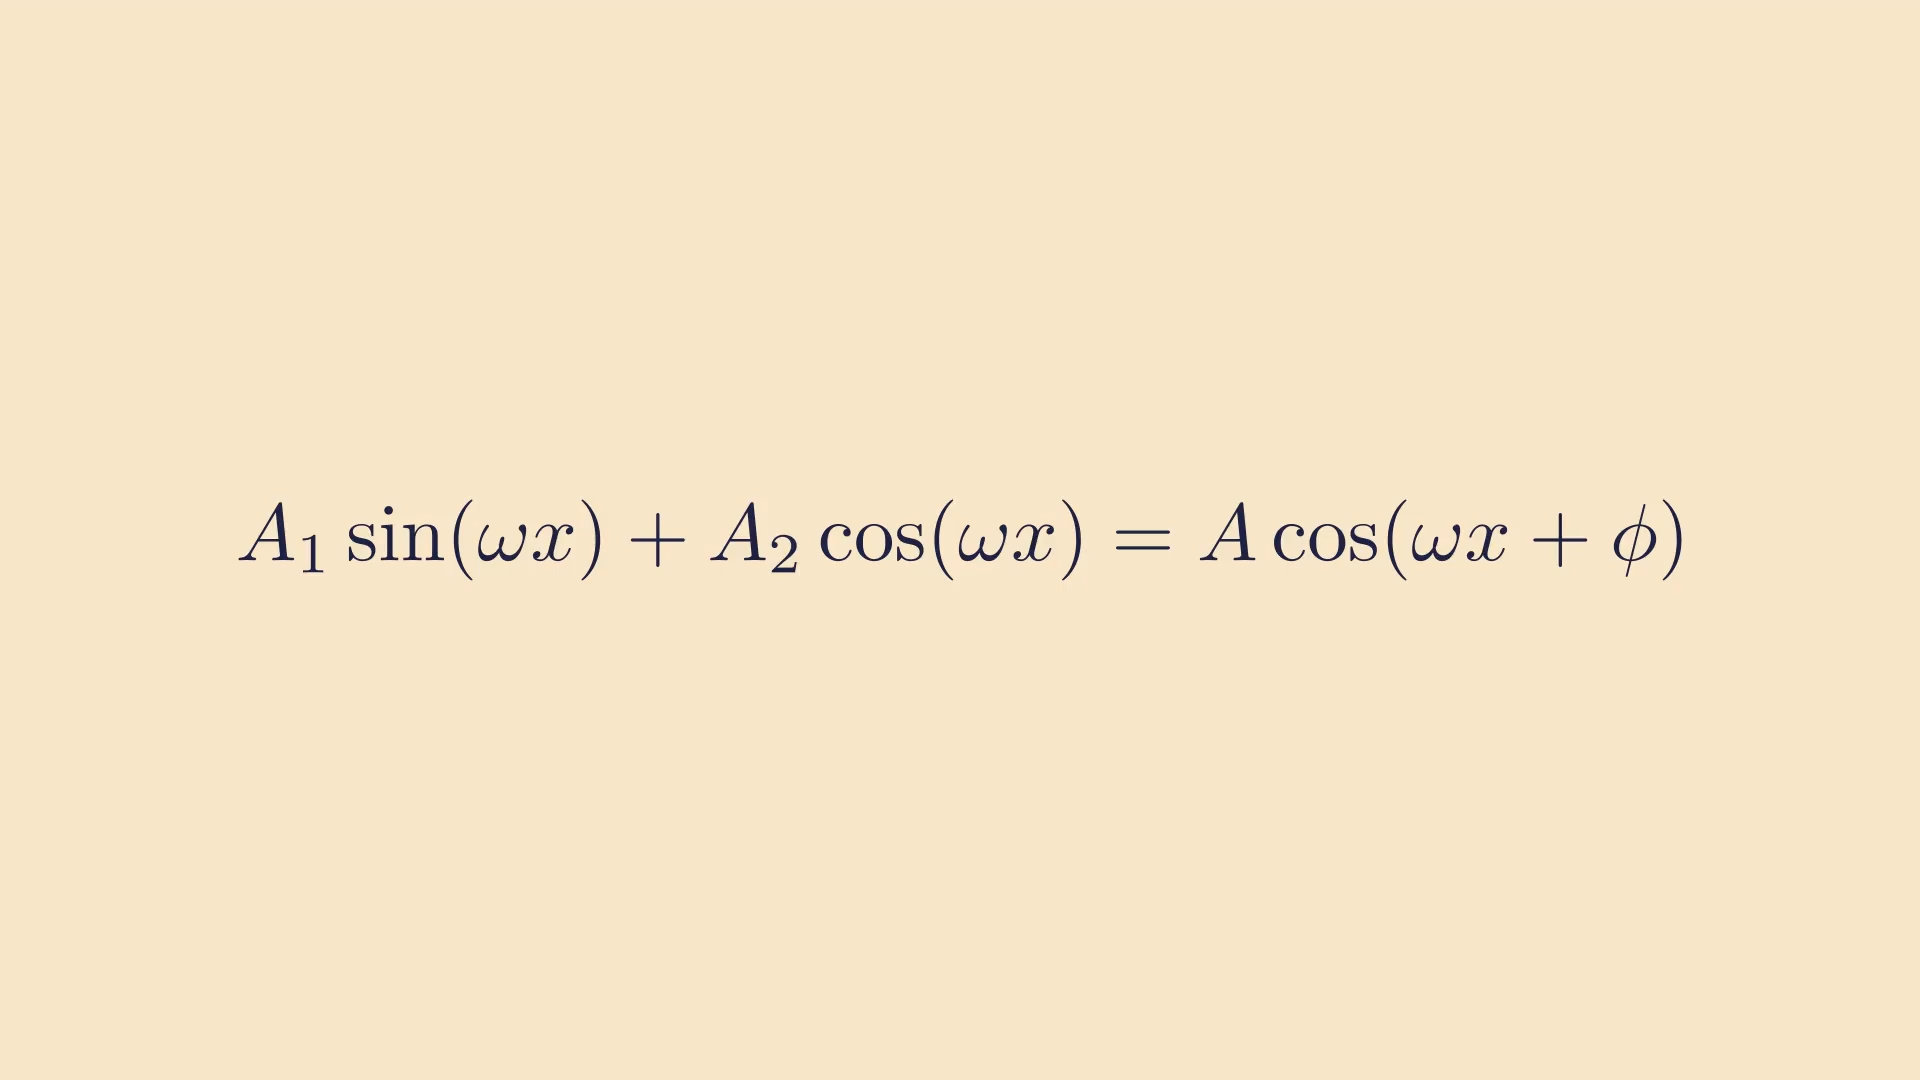 A₁ sin(ωx) + A₂ cos(ωx) = A cos(ωx + ϕ)